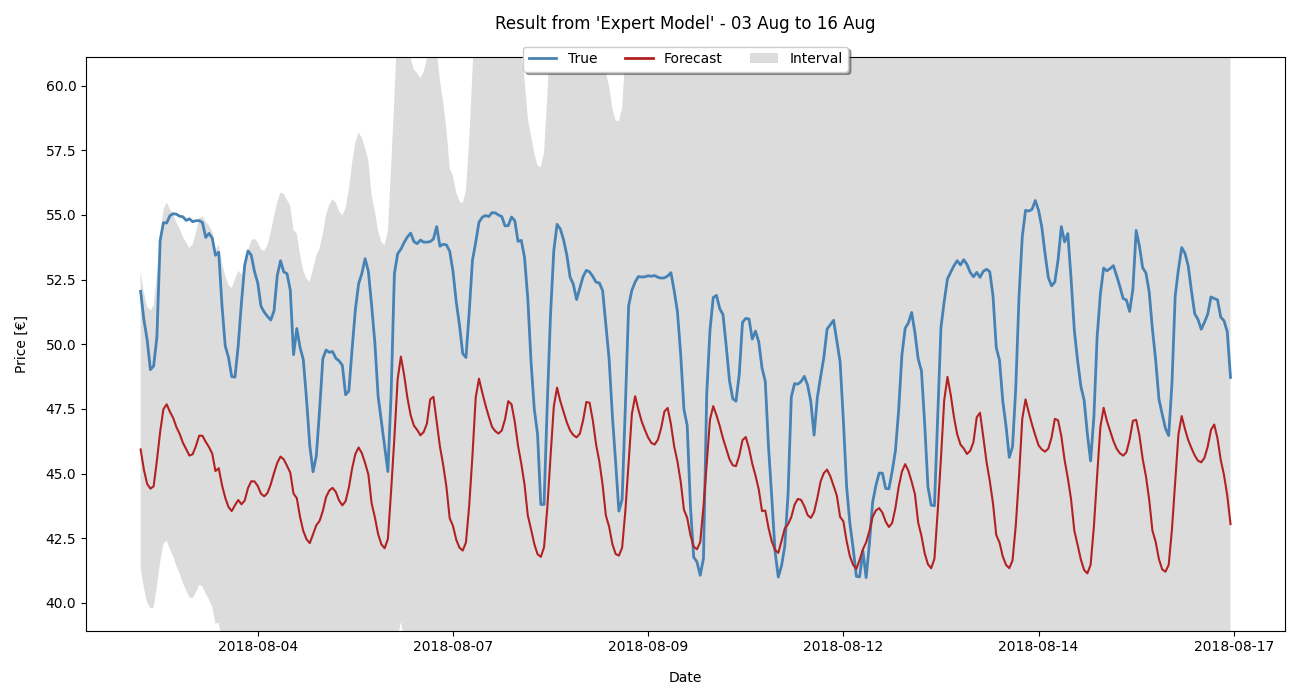 Result from 'Expert Model' - 03 Aug to 16 Aug
True Forecast Interval
60.0
57.5
55.0
52.5
50.0
47.5
45.0
42.5
40.0
Price [€]
2018-08-04 2018-08-07 2018-08-09 2018-08-12 2018-08-14 2018-08-17
Date